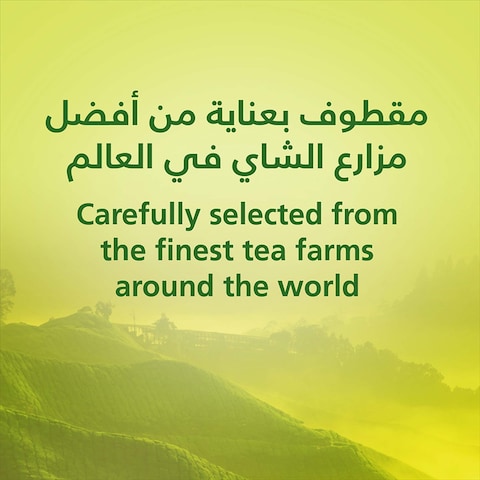 مقطوف بعناية من أفضل
مزارع الشاي في العالم
Carefully selected from
the finest tea farms
around the world